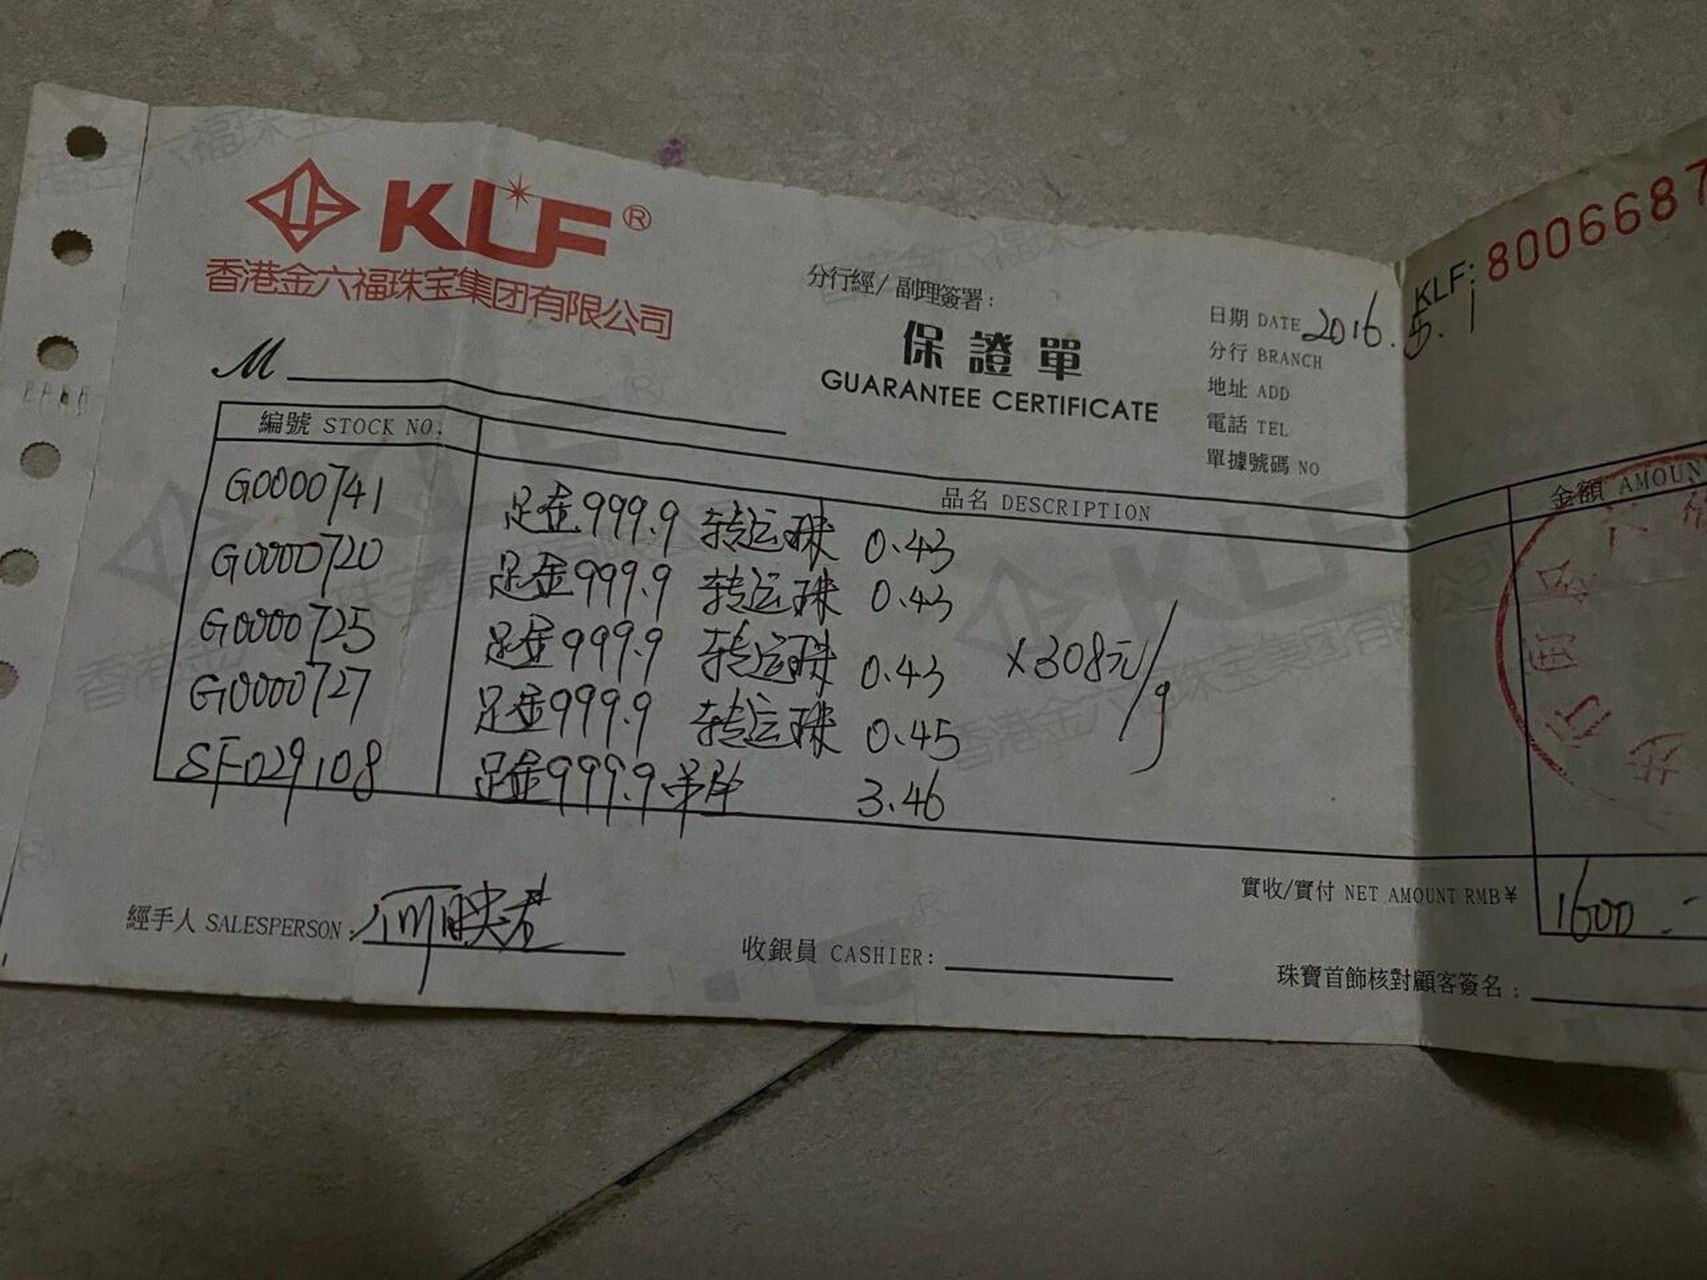 KLF®
香港金六福珠宝集团有限公司
KLF: 8006687
分行經/副理簽署:
保證單
GUARANTEE CERTIFICATE
日期 DATE 2016.5.1
分行 BRANCH
地址 ADD
電話 TEL
單據號碼 NO
M
編號 STOCK NO. 品名 DESCRIPTION 金額 AMOUN
G0000741 足金999.9 转运珠 0.43
G0000720 足金999.9 转运珠 0.43
G0000725 足金999.9 转运珠 0.43 ×308元/g
G0000727 足金999.9 转运珠 0.45
SF029108 足金999.9吊坠 3.46
實收/實付 NET AMOUNT RMB¥ 1600.-
經手人 SALESPERSON:
收銀員 CASHIER:
珠寶首飾核對顧客簽名: